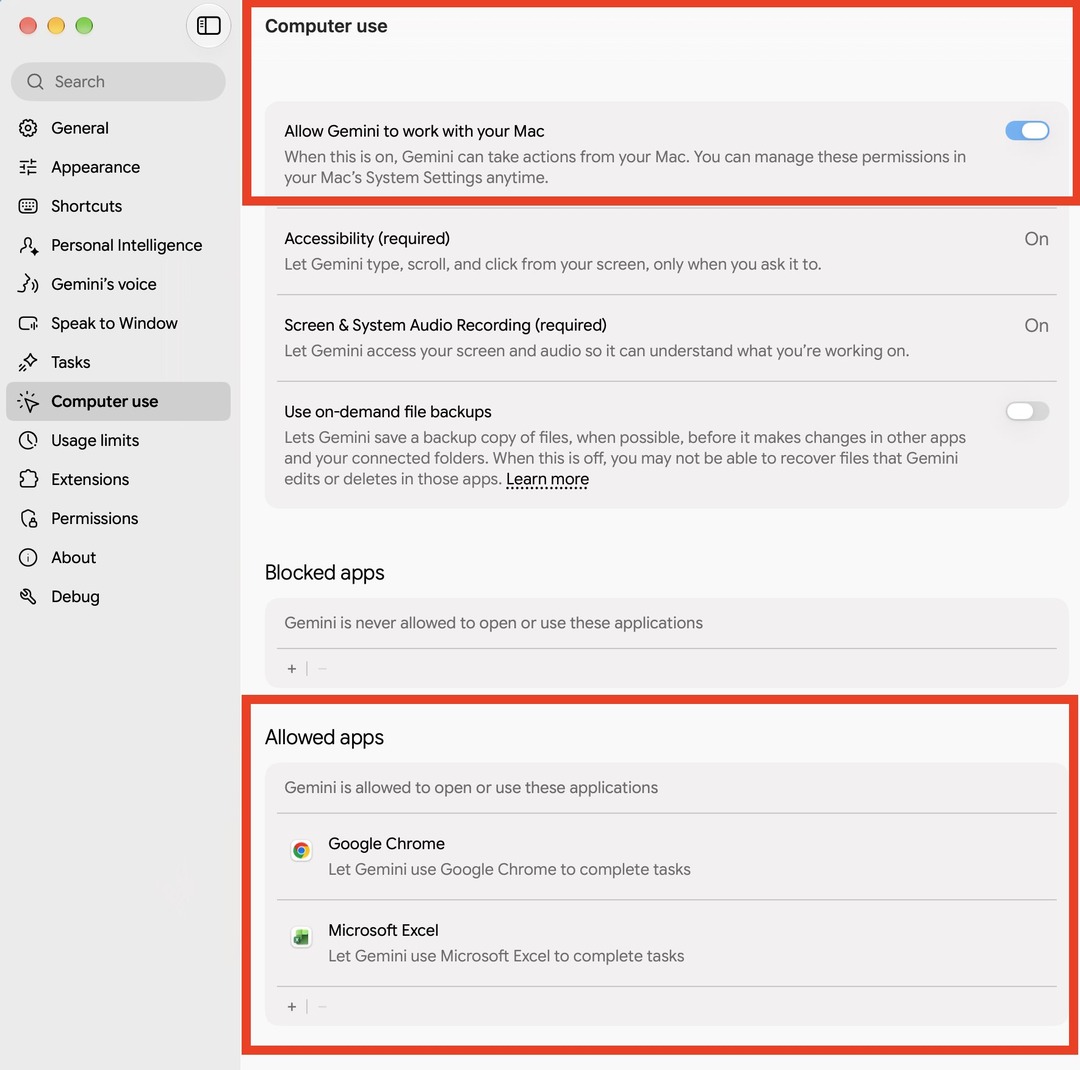 Computer use
Search
General
Appearance
Shortcuts
Personal Intelligence
Gemini's voice
Speak to Window
Tasks
Computer use
Usage limits
Extensions
Permissions
About
Debug
Allow Gemini to work with your Mac
When this is on, Gemini can take actions from your Mac. You can manage these permissions in
your Mac's System Settings anytime.
Accessibility (required)
On
Let Gemini type, scroll, and click from your screen, only when you ask it to.
Screen & System Audio Recording (required)
On
Let Gemini access your screen and audio so it can understand what you're working on.
Use on-demand file backups
Lets Gemini save a backup copy of files, when possible, before it makes changes in other apps
and your connected folders. When this is off, you may not be able to recover files that Gemini
edits or deletes in those apps. Learn more
Blocked apps
Gemini is never allowed to open or use these applications
+ | −
Allowed apps
Gemini is allowed to open or use these applications
Google Chrome
Let Gemini use Google Chrome to complete tasks
Microsoft Excel
Let Gemini use Microsoft Excel to complete tasks
+ | −